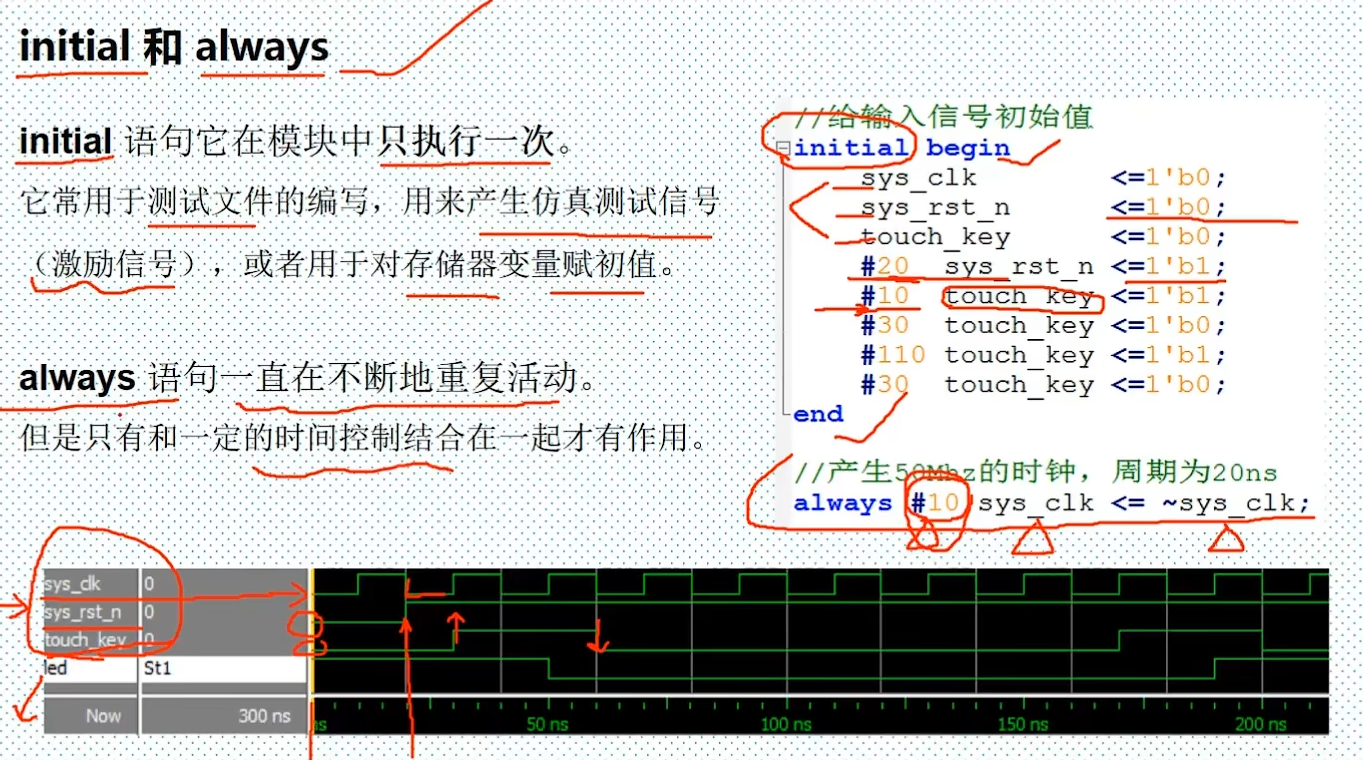 initial 和 always
initial 语句它在模块中只执行一次。
它常用于测试文件的编写，用来产生仿真测试信号
（激励信号），或者用于对存储器变量赋初值。
always 语句一直在不断地重复活动。
但是只有和一定的时间控制结合在一起才有作用。
//给输入信号初始值
initial begin
sys_clk <=1'b0;
sys_rst_n <=1'b0;
touch_key <=1'b0;
#20 sys_rst_n <=1'b1;
#10 touch_key <=1'b1;
#30 touch_key <=1'b0;
#110 touch_key <=1'b1;
#30 touch_key <=1'b0;
end
//产生50Mhz的时钟，周期为20ns
always #10 sys_clk <= ~sys_clk;
sys_clk 0
sys_rst_n 0
touch_key 0
led St1
Now 300 ns
ns 50 ns 100 ns 150 ns 200 ns